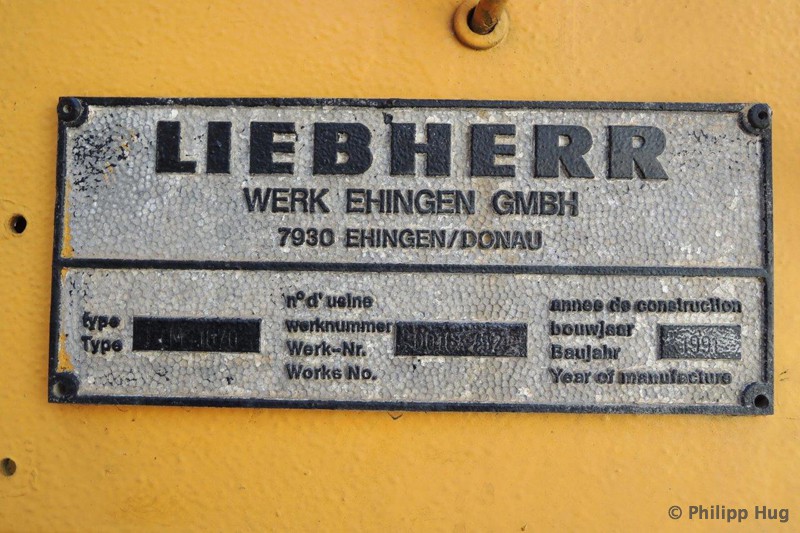 LIEBHERR
WERK EHINGEN GMBH
7930 EHINGEN/DONAU
type
Type
n° d' usine
werknummer
Werk-Nr.
Works No.
annee de construction
bouwjaar
Baujahr
Year of manufacture
1991
© Philipp Hug